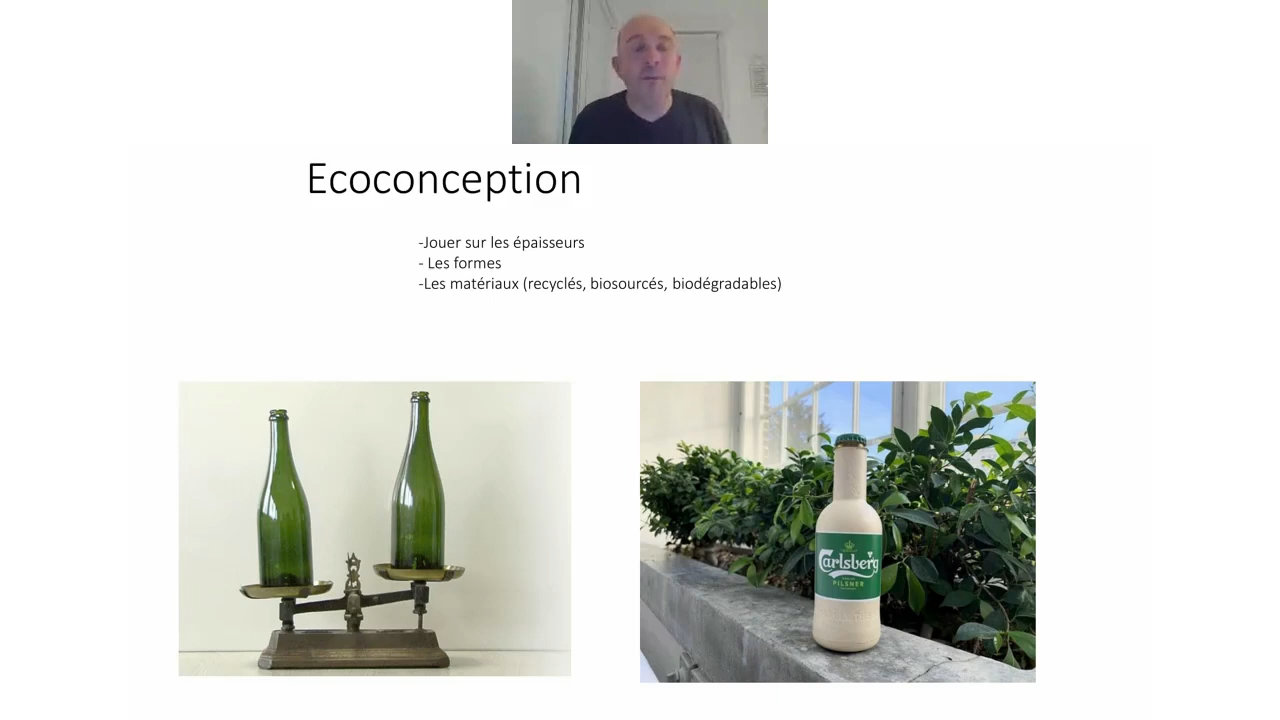 Ecoconception
-Jouer sur les épaisseurs
- Les formes
-Les matériaux (recyclés, biosourcés, biodégradables)
Carlsberg
PILSNER